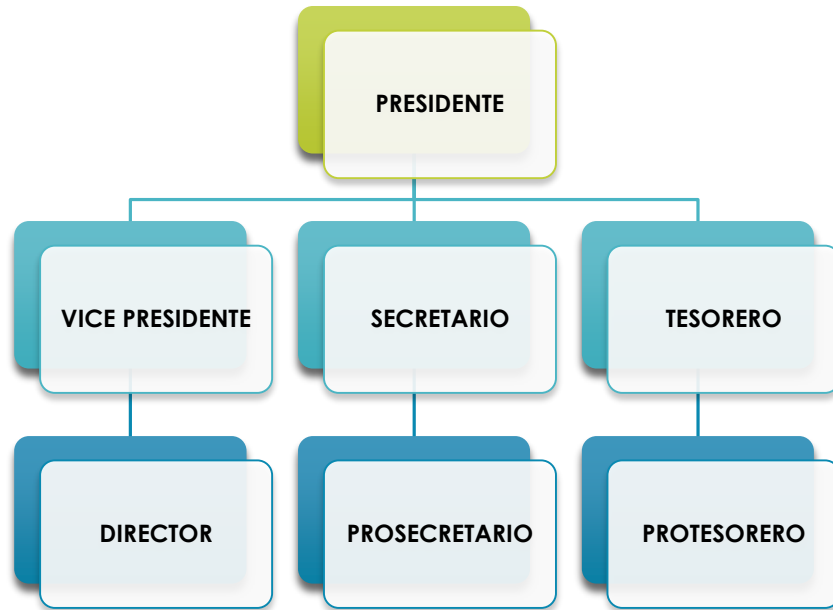 PRESIDENTE
VICE PRESIDENTE
SECRETARIO
TESORERO
DIRECTOR
PROSECRETARIO
PROTESORERO